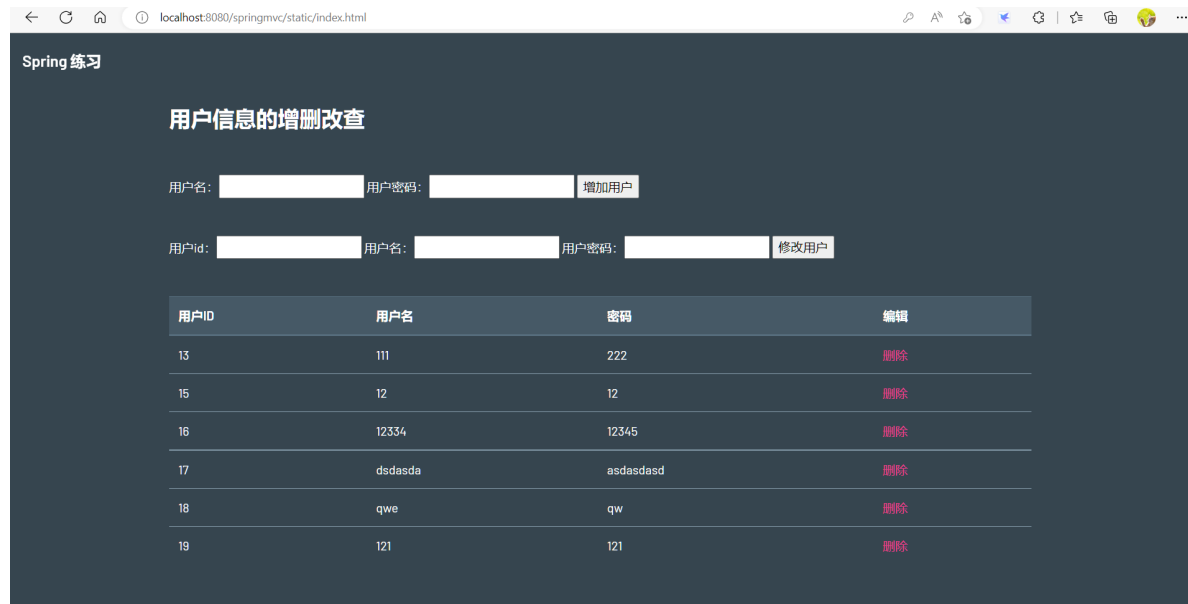 localhost:8080/springmvc/static/index.html
Spring 练习
用户信息的增删改查
用户名: 用户密码: 增加用户
用户id: 用户名: 用户密码: 修改用户
用户ID 用户名 密码 编辑
13 111 222 删除
15 12 12 删除
16 12334 12345 删除
17 dsdasda asdasdasd 删除
18 qwe qw 删除
19 121 121 删除